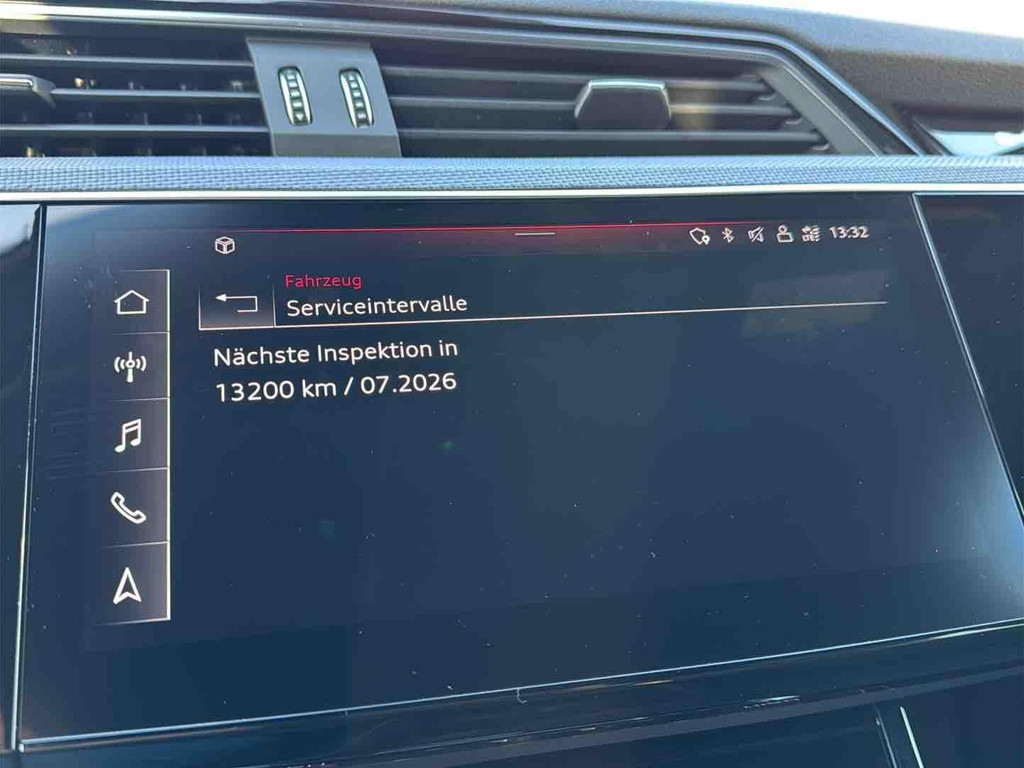 13:32
Fahrzeug
Serviceintervalle
Nächste Inspektion in
13200 km / 07.2026